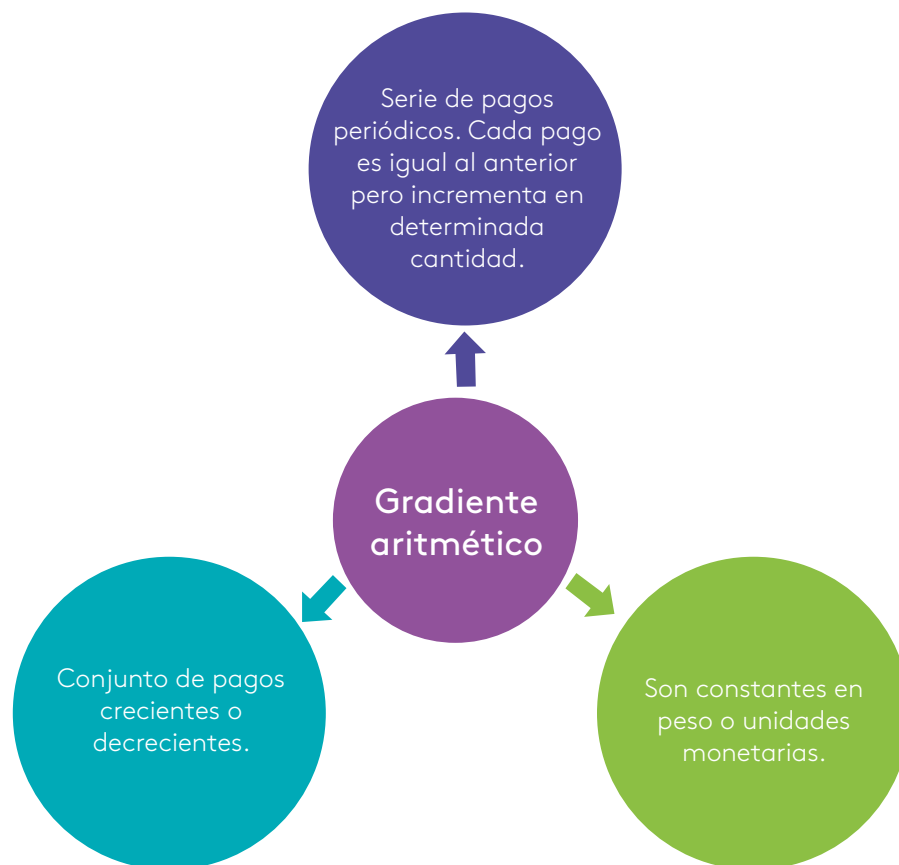 Serie de pagos
periódicos. Cada pago
es igual al anterior
pero incrementa en
determinada
cantidad.
Gradiente
aritmético
Conjunto de pagos
crecientes o
decrecientes.
Son constantes en
peso o unidades
monetarias.